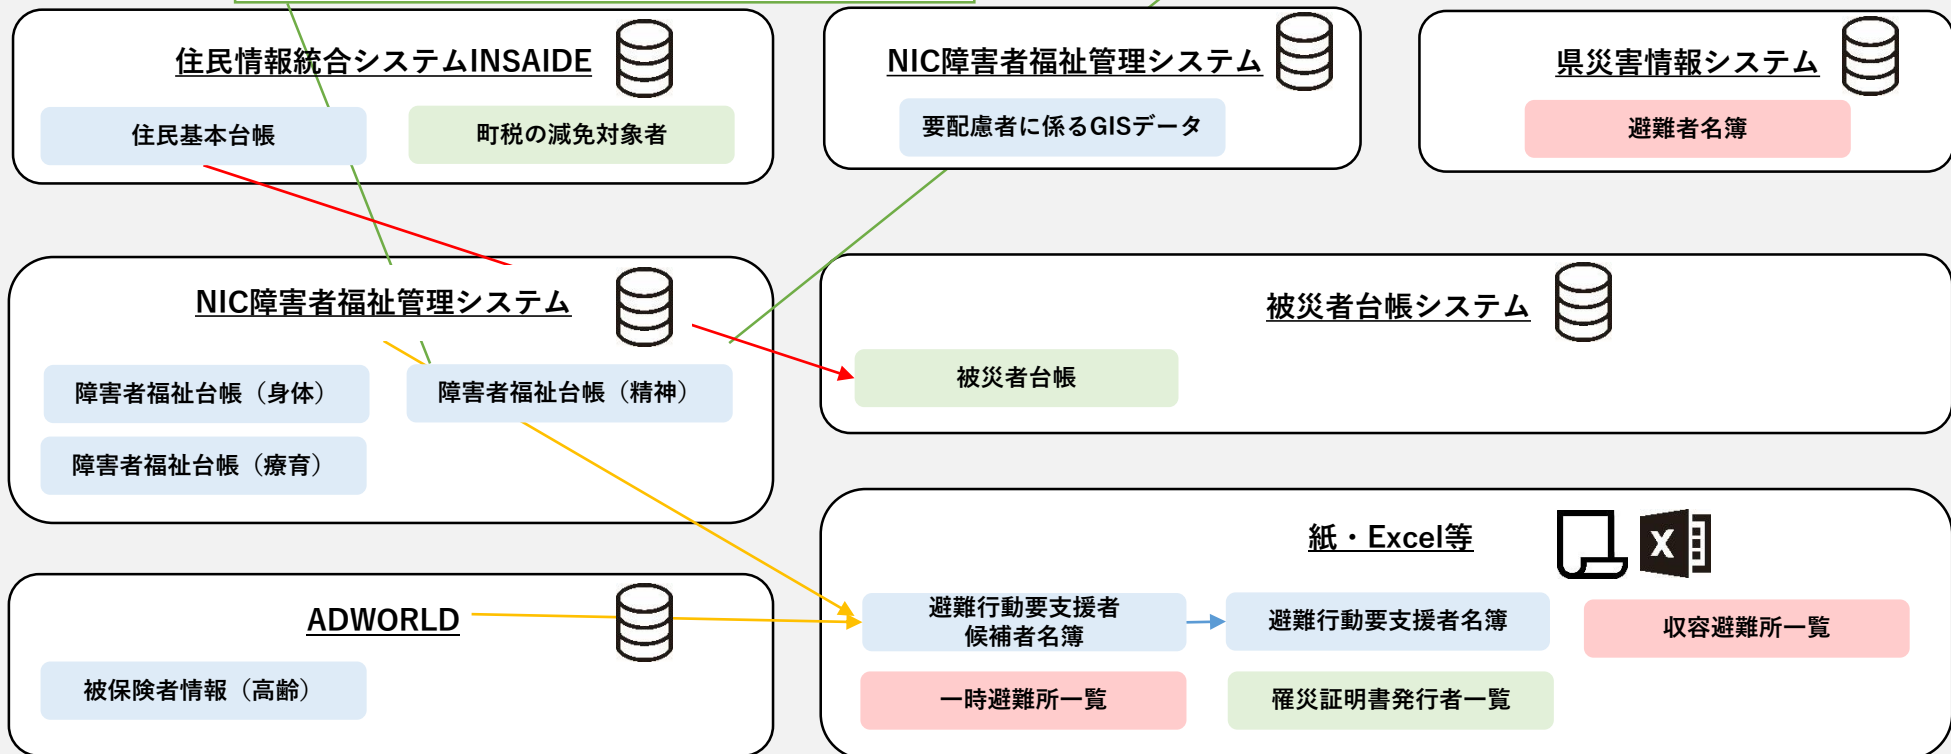 住民情報統合システムINSAIDE
住民基本台帳
町税の減免対象者
NIC障害者福祉管理システム
要配慮者に係るGISデータ
県災害情報システム
避難者名簿
NIC障害者福祉管理システム
障害者福祉台帳（身体）
障害者福祉台帳（精神）
障害者福祉台帳（療育）
被災者台帳システム
被災者台帳
ADWORLD
被保険者情報（高齢）
紙・Excel等
X
避難行動要支援者
候補者名簿
避難行動要支援者名簿
収容避難所一覧
一時避難所一覧
罹災証明書発行者一覧